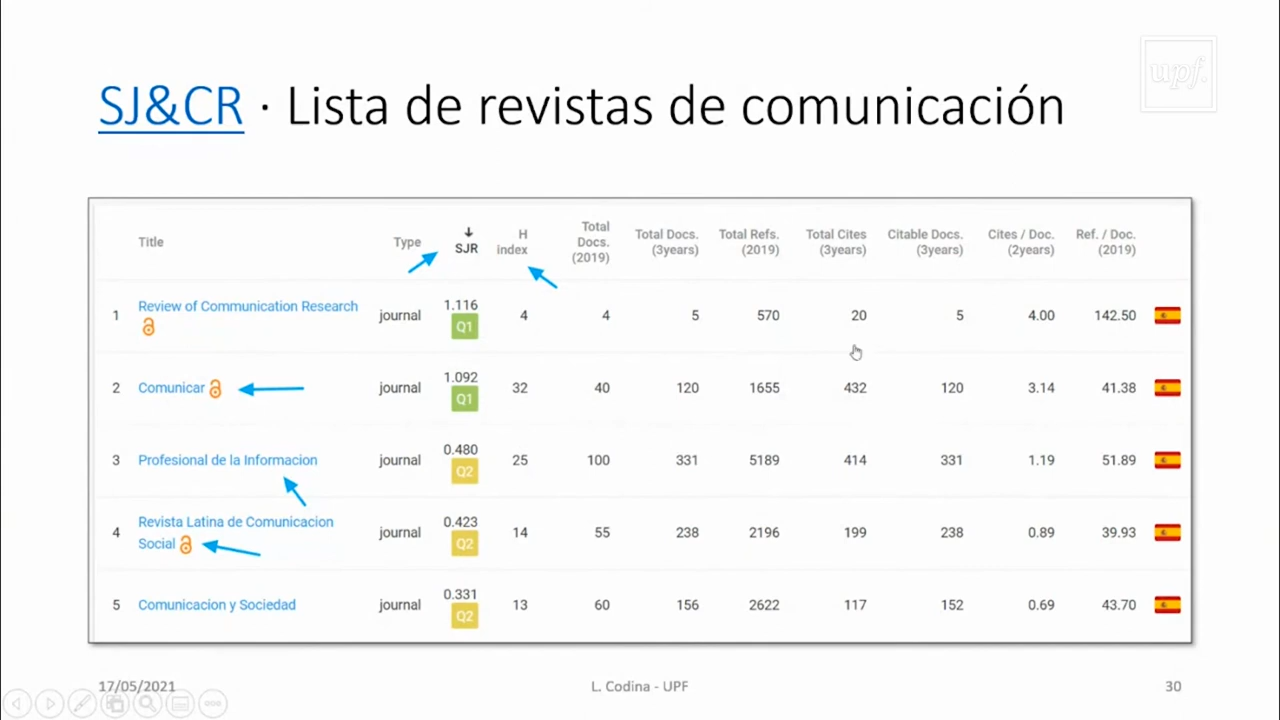 upf.
SJ&CR · Lista de revistas de comunicación
Title Type SJR H index Total Docs. (2019) Total Docs. (3years) Total Refs. (2019) Total Cites (3years) Citable Docs. (3years) Cites / Doc. (2years) Ref. / Doc. (2019)
1 Review of Communication Research journal 1.116 Q1 4 4 5 570 20 5 4.00 142.50
2 Comunicar journal 1.092 Q1 32 40 120 1655 432 120 3.14 41.38
3 Profesional de la Informacion journal 0.480 Q2 25 100 331 5189 414 331 1.19 51.89
4 Revista Latina de Comunicacion Social journal 0.423 Q2 14 55 238 2196 199 238 0.89 39.93
5 Comunicacion y Sociedad journal 0.331 Q2 13 60 156 2622 117 152 0.69 43.70
17/05/2021 L. Codina - UPF 30